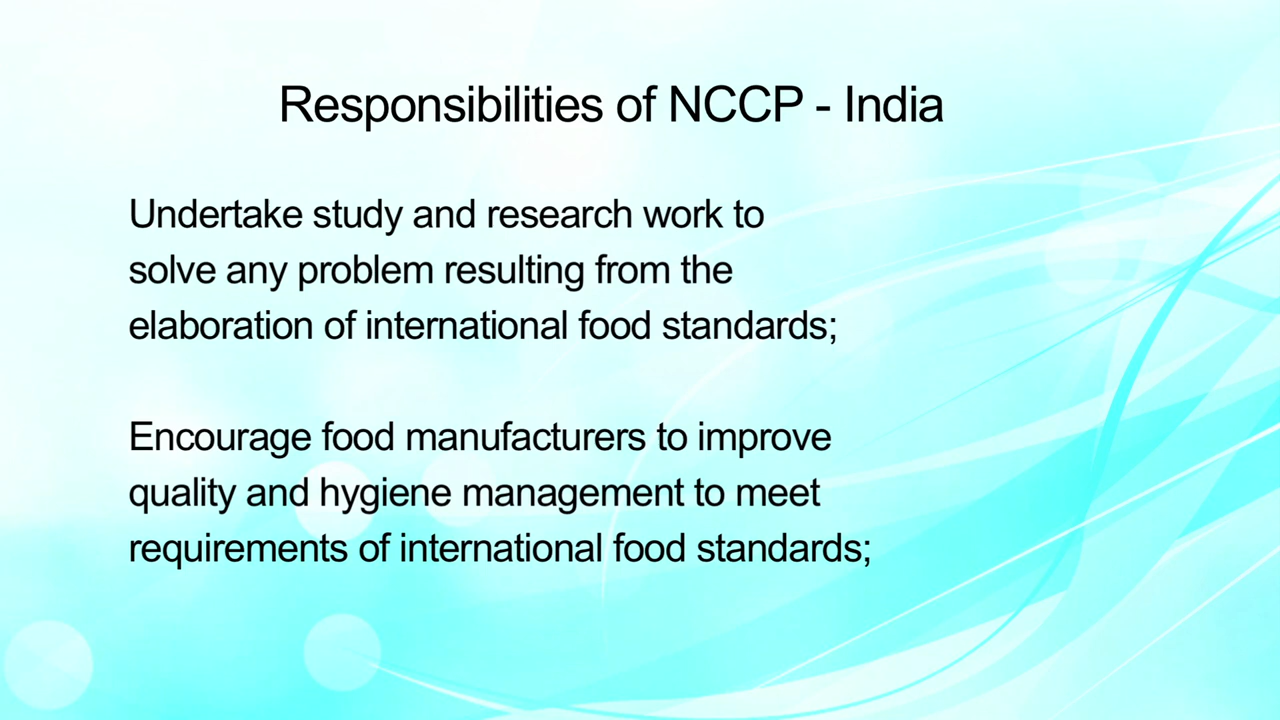 Responsibilities of NCCP - India
Undertake study and research work to
solve any problem resulting from the
elaboration of international food standards;
Encourage food manufacturers to improve
quality and hygiene management to meet
requirements of international food standards;